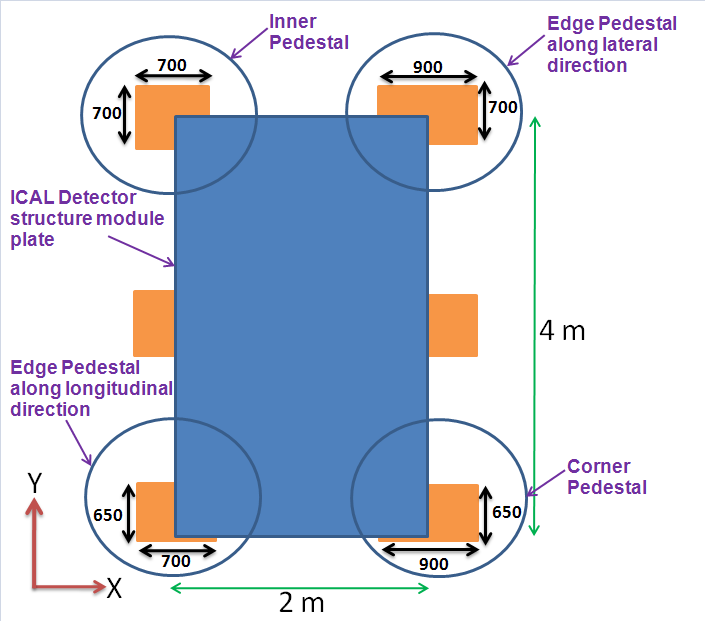 Inner
Pedestal
Edge Pedestal
along lateral
direction
700
700
900
700
ICAL Detector
structure module
plate
4 m
Edge Pedestal
along longitudinal
direction
Corner
Pedestal
Y
650
700
650
900
X
2 m